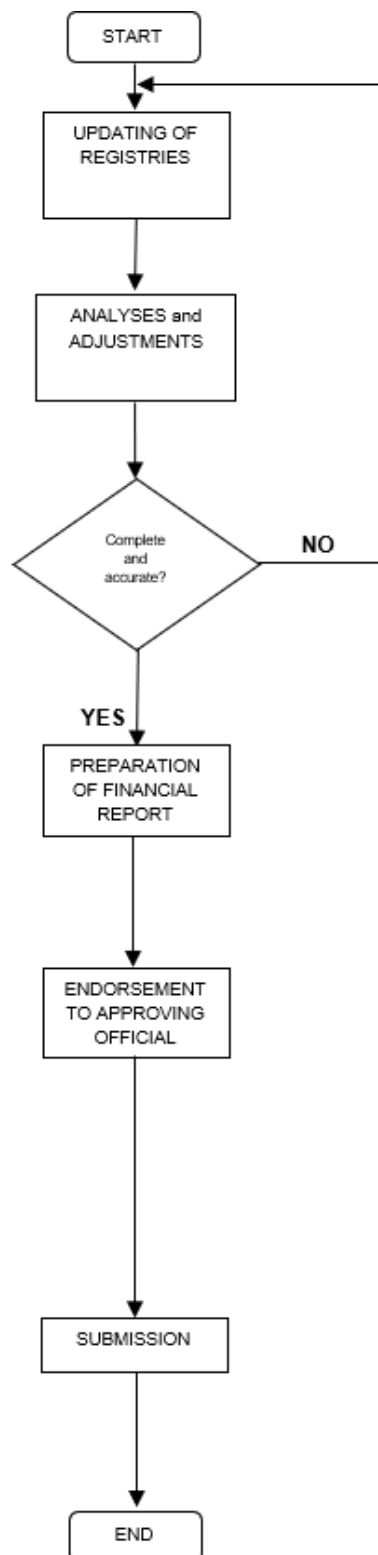 START
UPDATING OF
REGISTRIES
ANALYSES and
ADJUSTMENTS
Complete
and
accurate?
NO
YES
PREPARATION
OF FINANCIAL
REPORT
ENDORSEMENT
TO APPROVING
OFFICIAL
SUBMISSION
END